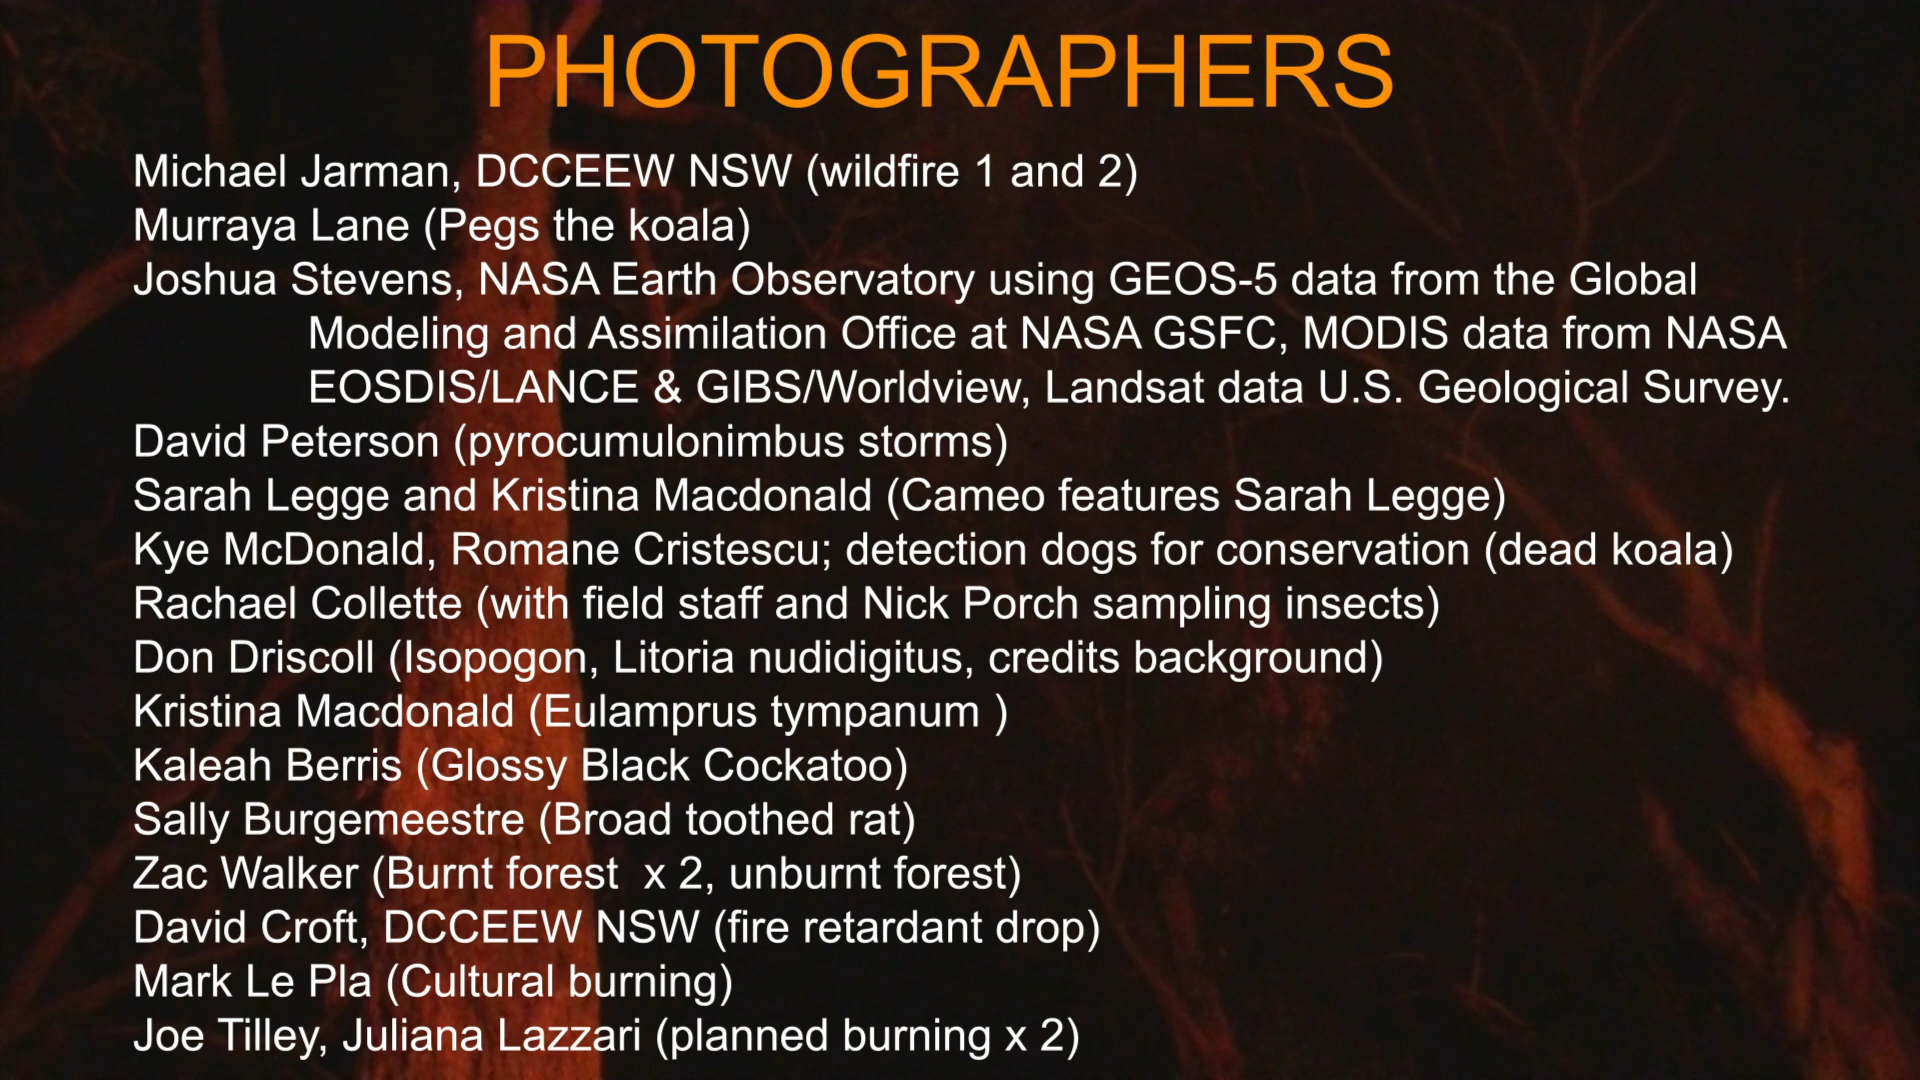 PHOTOGRAPHERS
Michael Jarman, DCCEEW NSW (wildfire 1 and 2)
Murraya Lane (Pegs the koala)
Joshua Stevens, NASA Earth Observatory using GEOS-5 data from the Global
Modeling and Assimilation Office at NASA GSFC, MODIS data from NASA
EOSDIS/LANCE & GIBS/Worldview, Landsat data U.S. Geological Survey.
David Peterson (pyrocumulonimbus storms)
Sarah Legge and Kristina Macdonald (Cameo features Sarah Legge)
Kye McDonald, Romane Cristescu; detection dogs for conservation (dead koala)
Rachael Collette (with field staff and Nick Porch sampling insects)
Don Driscoll (Isopogon, Litoria nudidigitus, credits background)
Kristina Macdonald (Eulamprus tympanum )
Kaleah Berris (Glossy Black Cockatoo)
Sally Burgemeestre (Broad toothed rat)
Zac Walker (Burnt forest  x 2, unburnt forest)
David Croft, DCCEEW NSW (fire retardant drop)
Mark Le Pla (Cultural burning)
Joe Tilley, Juliana Lazzari (planned burning x 2)